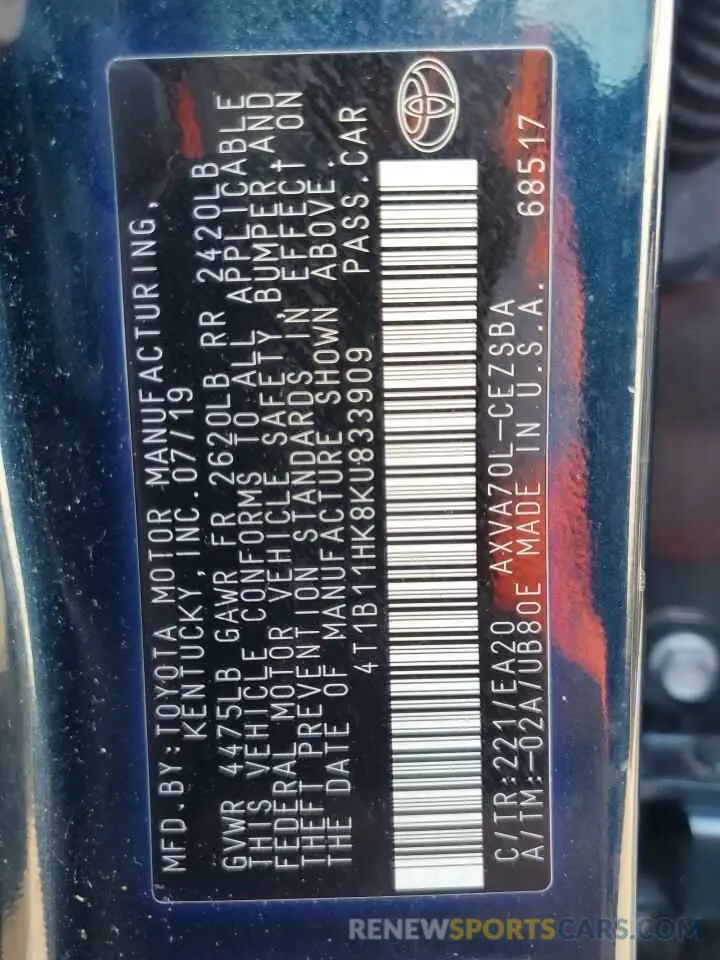 MFD.BY:TOYOTA MOTOR MANUFACTURING,
KENTUCKY,INC.07/19
GVWR 4475LB GAWR FR 2620LB RR 2420LB
THIS VEHICLE CONFORMS TO ALL APPLICABLE
FEDERAL MOTOR VEHICLE SAFETY,BUMPER,AND
THEFT PREVENTION STANDARDS IN EFFECT ON
THE DATE OF MANUFACTURE SHOWN ABOVE.
4T1B11HK8KU833909 PASS.CAR
C/TR:221/EA20 AXVA70L-CEZSBA
A/TM:-02A/UB80E MADE IN U.S.A. 68517
RENEWSPORTSCARS.COM